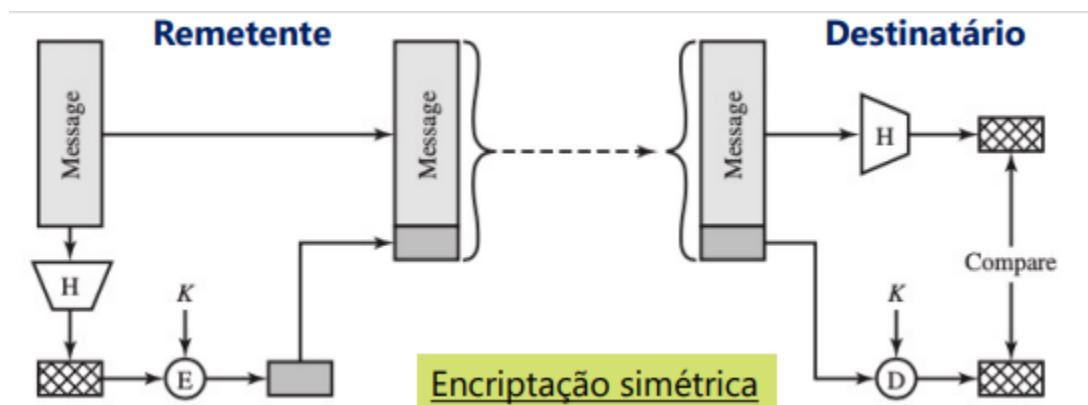 Remetente
Destinatário
Message
Message
Message
H
H
K
K
Compare
E
D
Encriptação simétrica